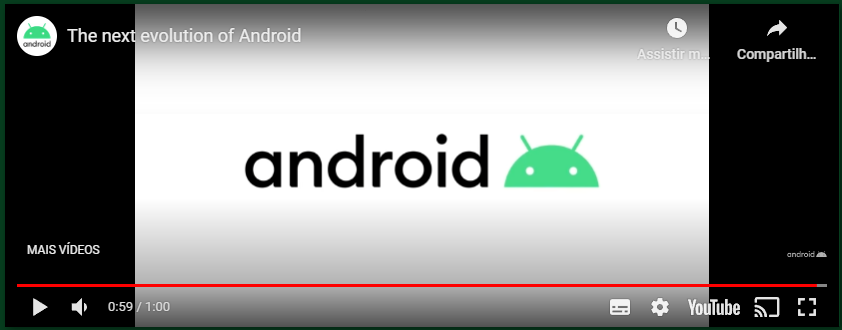 android
The next evolution of Android
Assistir m...
Compartilh...
android
MAIS VÍDEOS
android
0:59 / 1:00
YouTube